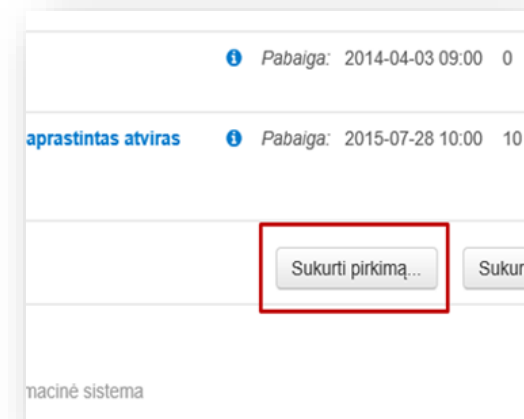 Pabaiga: 2014-04-03 09:00 0
aprastintas atviras Pabaiga: 2015-07-28 10:00 10
Sukurti pirkimą... Sukur
macinė sistema